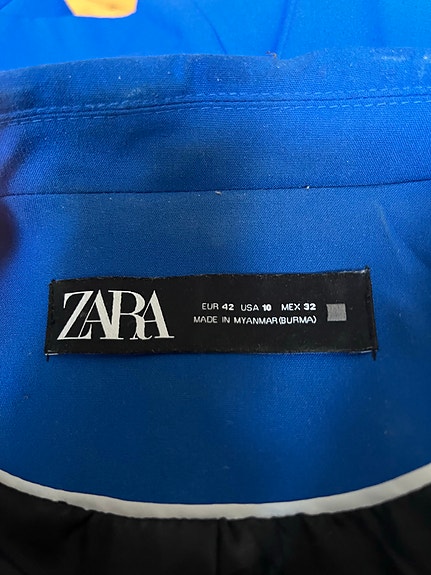 ZARA
EUR 42 USA 10 MEX 32
MADE IN MYANMAR(BURMA)